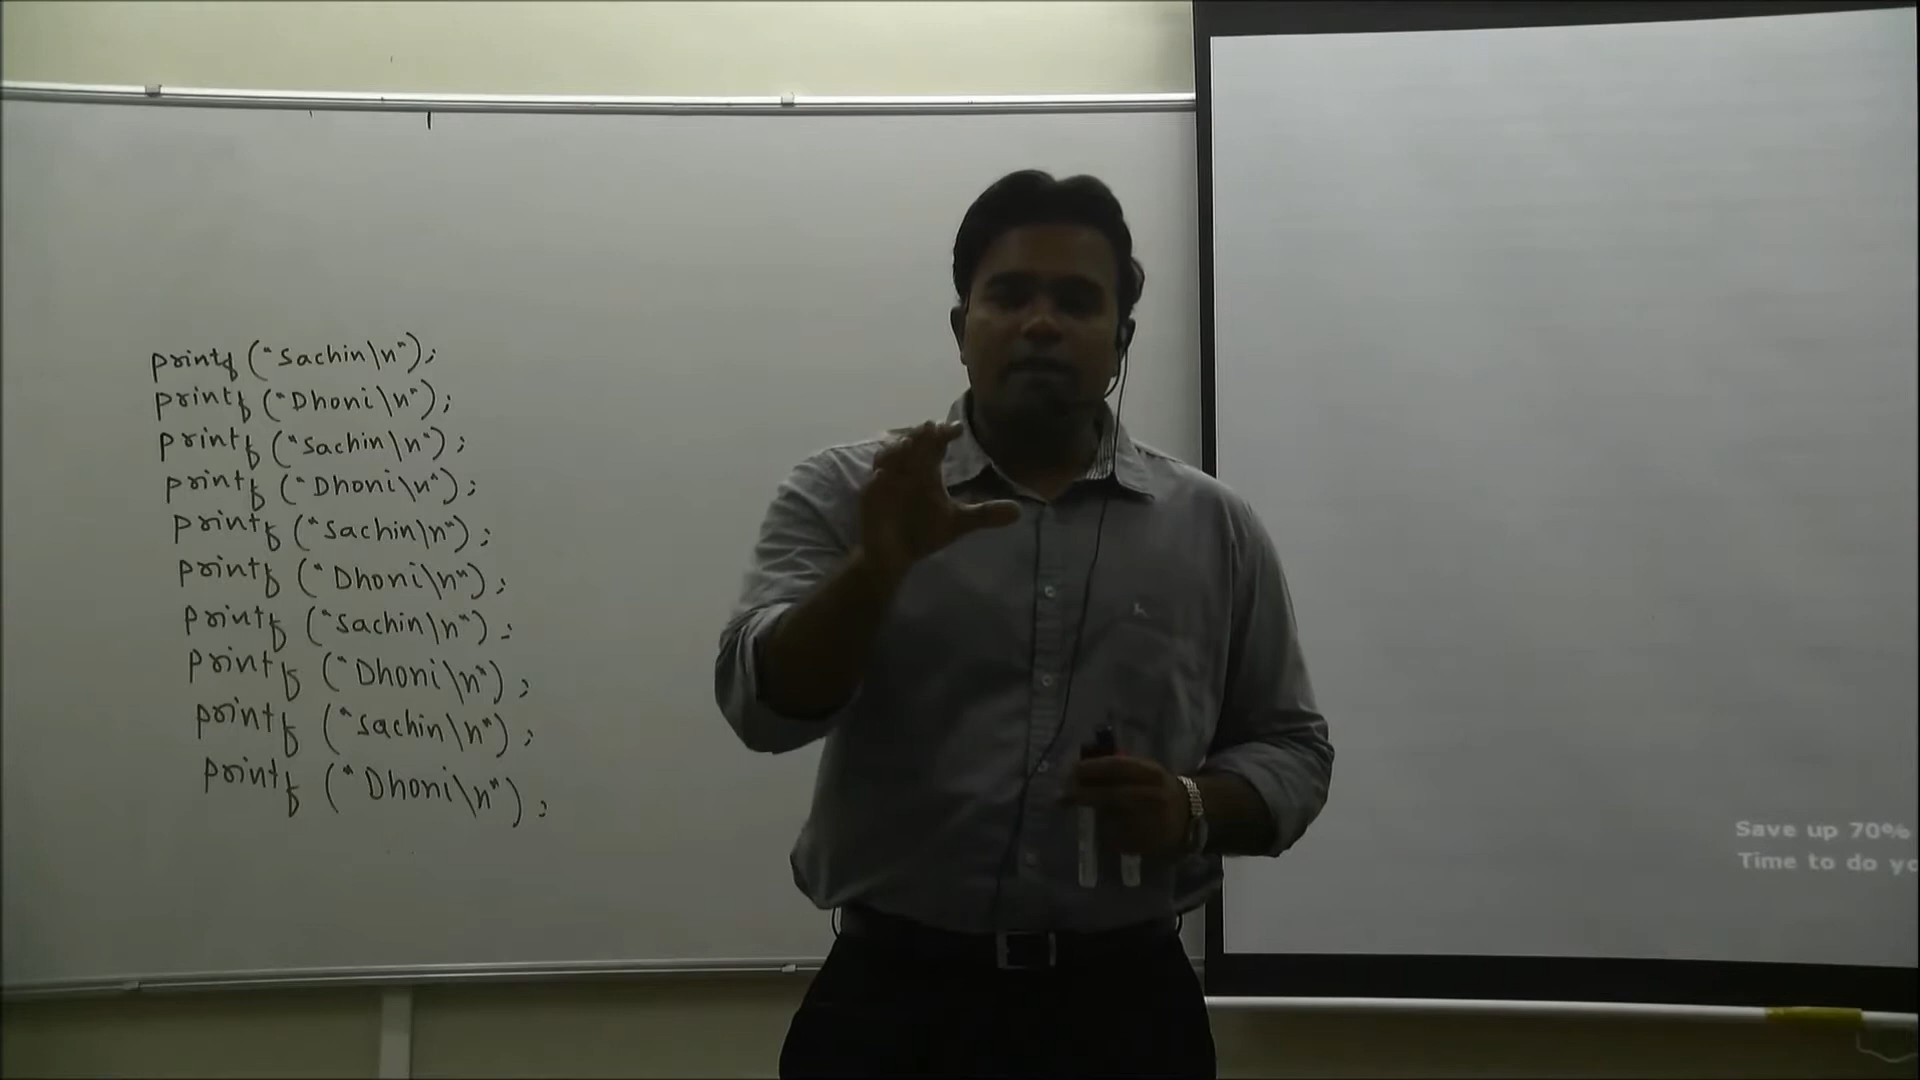 printf ("Sachin\n");
printf ("Dhoni\n");
printf ("Sachin\n");
printf ("Dhoni\n");
printf ("Sachin\n");
printf ("Dhoni\n");
printf ("Sachin\n");
printf ("Dhoni\n");
printf ("Sachin\n");
printf ("Dhoni\n");
Save up 70%
Time to do yo